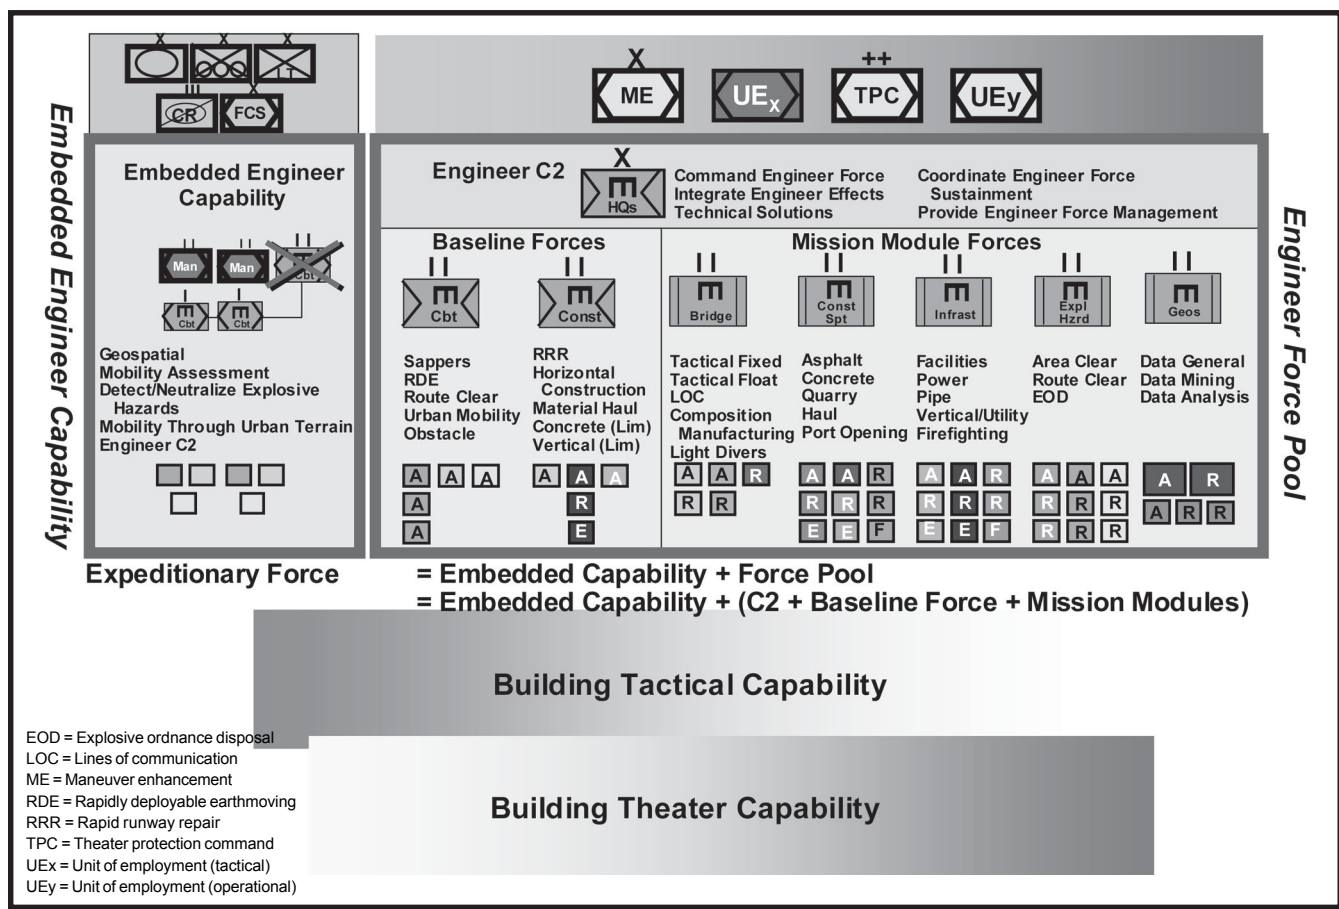 X X X
LT
III X
CR FCS
X ++
ME UEx TPC UEy
Embedded Engineer Capability
Embedded Engineer
Capability
II II II
Man Man Cbt
I I
E E
Cbt Cbt
Geospatial
Mobility Assessment
Detect/Neutralize Explosive
Hazards
Mobility Through Urban Terrain
Engineer C2
Engineer C2
X
E
HQs
Command Engineer Force
Integrate Engineer Effects
Technical Solutions
Coordinate Engineer Force
Sustainment
Provide Engineer Force Management
Baseline Forces
II II
E E
Cbt Const
Sappers
RDE
Route Clear
Urban Mobility
Obstacle
A A A
A
A
RRR
Horizontal
Construction
Material Haul
Concrete (Lim)
Vertical (Lim)
A A A
R
E
Mission Module Forces
II
E
Bridge
Tactical Fixed
Tactical Float
LOC
Composition
Manufacturing
Light Divers
A A R
R R
II
E
Const
Spt
Asphalt
Concrete
Quarry
Haul
Port Opening
A A R
R R R
E E F
II
E
Infrast
Facilities
Power
Pipe
Vertical/Utility
Firefighting
A A R
R R R
E E F
II
E
Expl
Hzrd
Area Clear
Route Clear
EOD
A A A
R R R
R R R
II
E
Geos
Data General
Data Mining
Data Analysis
A R
A R R
Engineer Force Pool
Expeditionary Force = Embedded Capability + Force Pool
= Embedded Capability + (C2 + Baseline Force + Mission Modules)
Building Tactical Capability
Building Theater Capability
EOD = Explosive ordnance disposal
LOC = Lines of communication
ME = Maneuver enhancement
RDE = Rapidly deployable earthmoving
RRR = Rapid runway repair
TPC = Theater protection command
UEx = Unit of employment (tactical)
UEy = Unit of employment (operational)